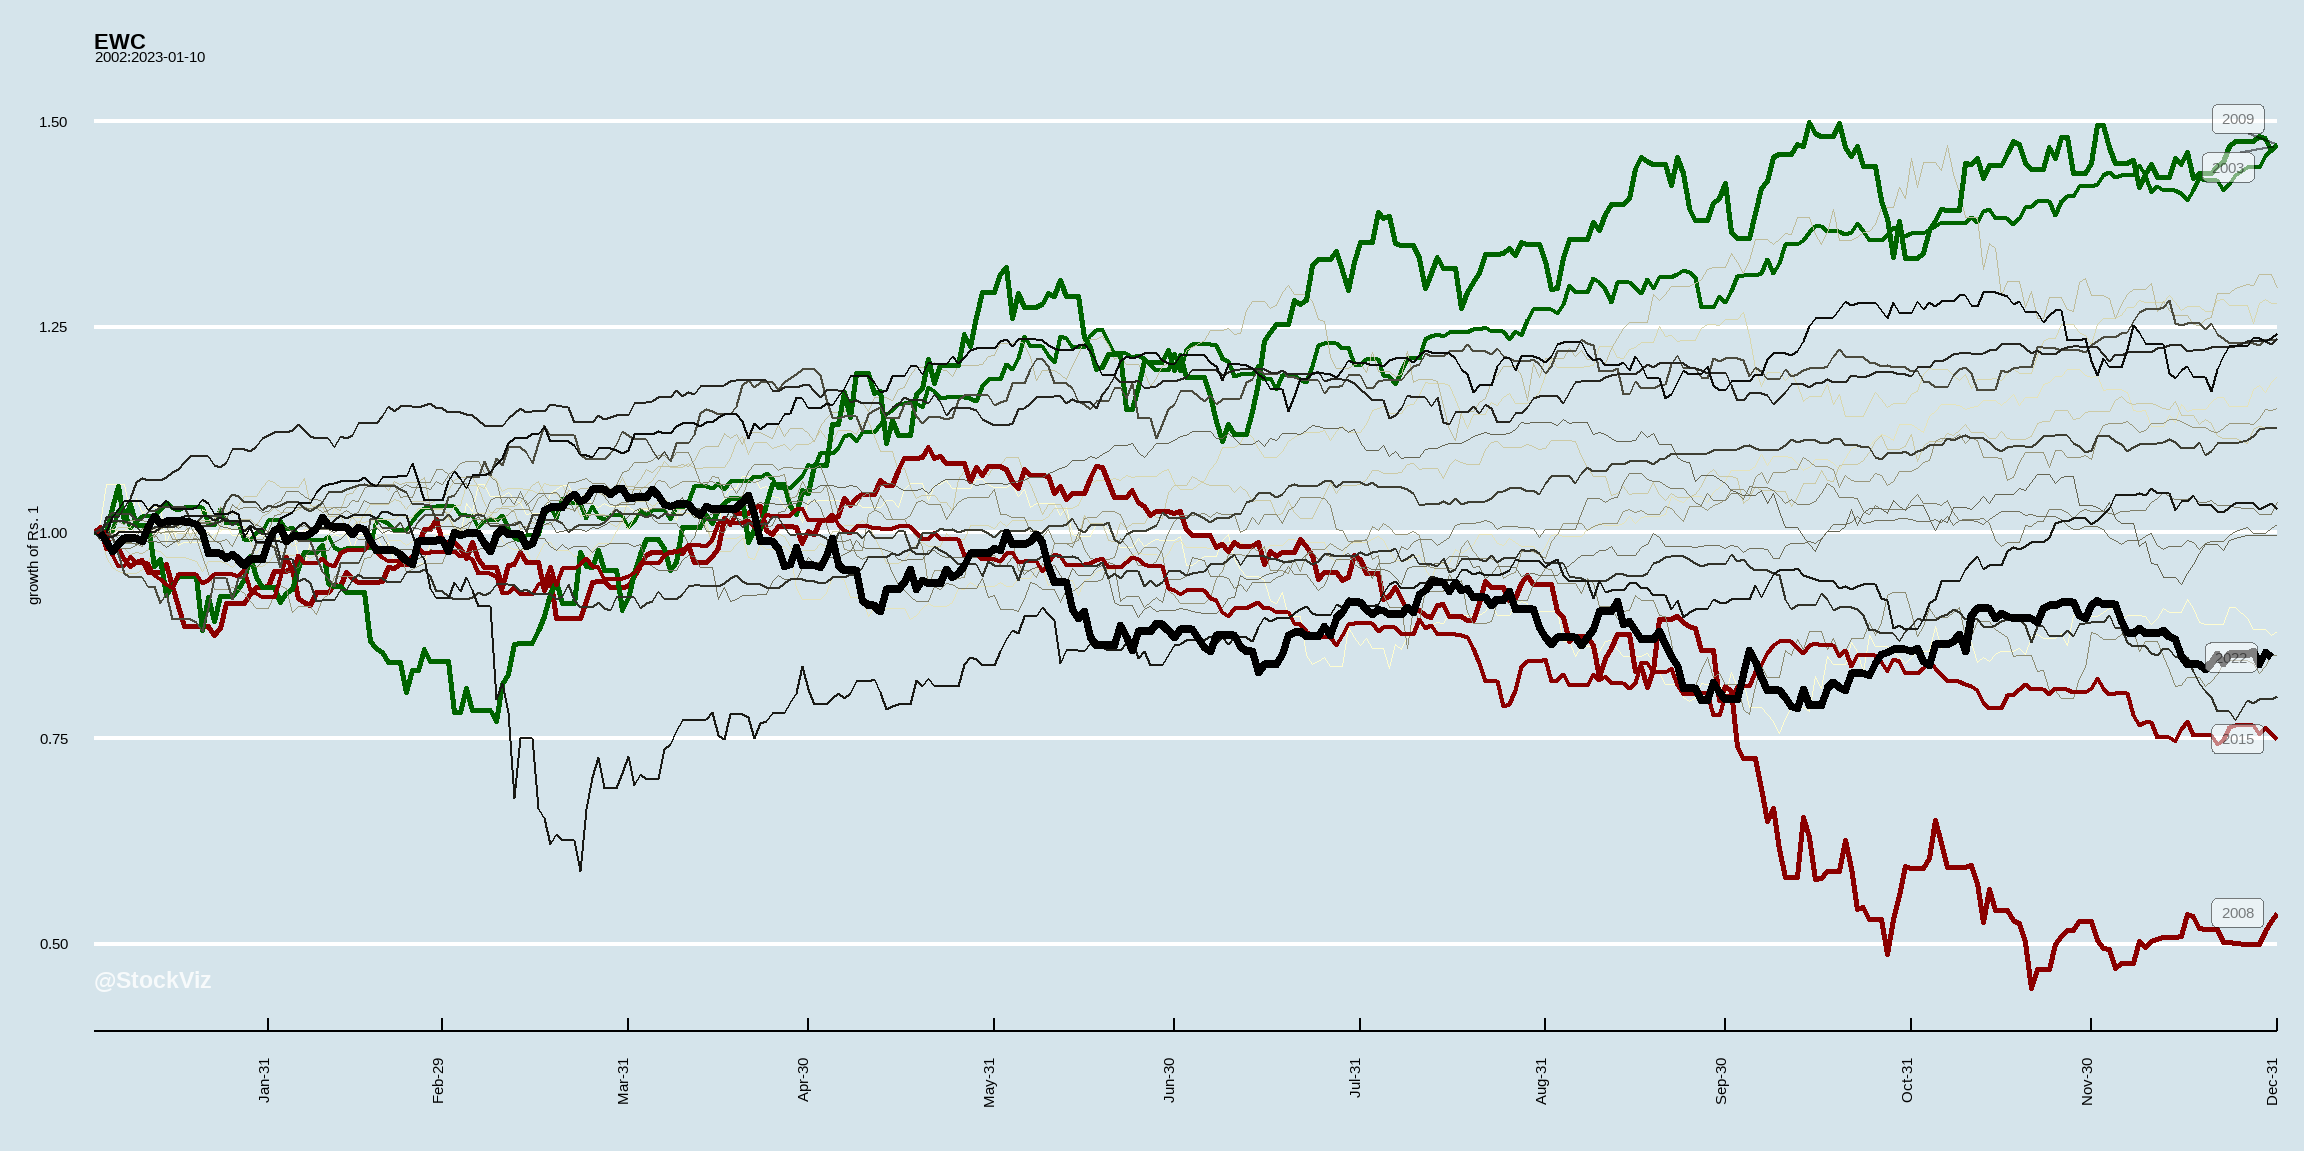 EWC
2002:2023-01-10
growth of Rs. 1
1.50
1.25
1.00
0.75
0.50
2009
2003
2022
2015
2008
@StockViz
Jan-31
Feb-29
Mar-31
Apr-30
May-31
Jun-30
Jul-31
Aug-31
Sep-30
Oct-31
Nov-30
Dec-31